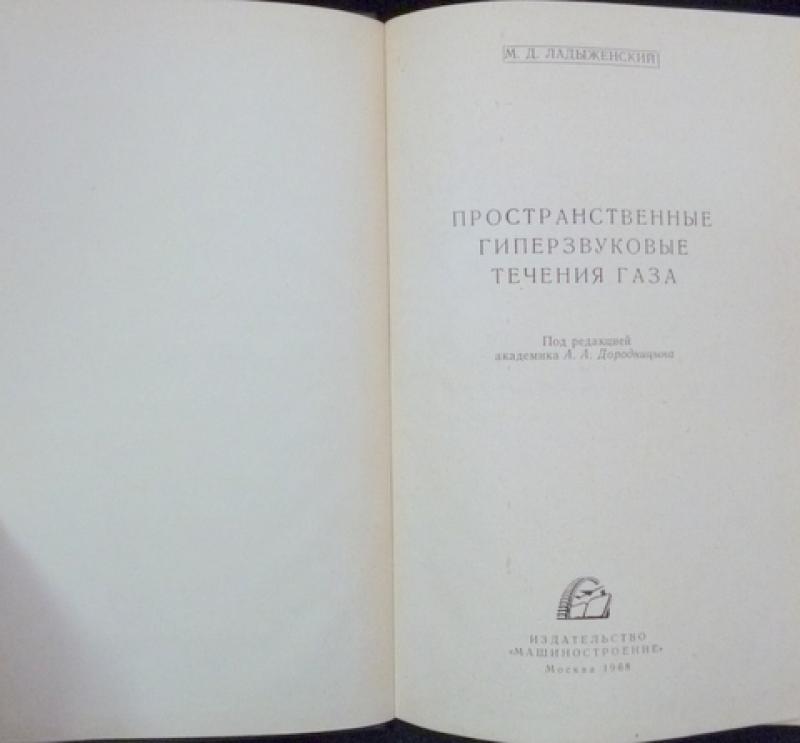 М. Д. ЛАДЫЖЕНСКИЙ
ПРОСТРАНСТВЕННЫЕ
ГИПЕРЗВУКОВЫЕ
ТЕЧЕНИЯ ГАЗА
Под редакцией
академика А. А. Дородницына
ИЗДАТЕЛЬСТВО
«МАШИНОСТРОЕНИЕ»
Москва 1968